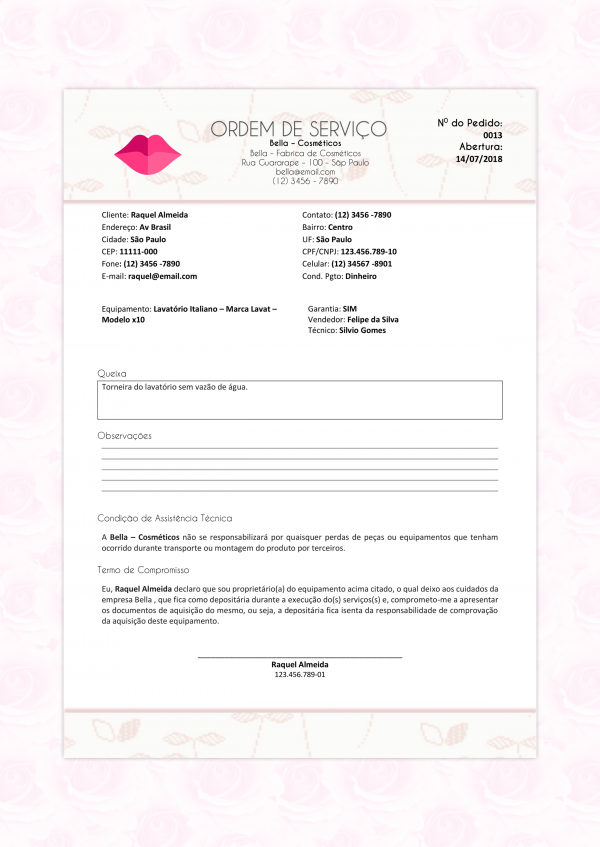 ORDEM DE SERVIÇO
Bella – Cosméticos
Bella – Fabrica de Cosméticos
Rua Guararape – 100 - São Paulo
bella@email.com
(12) 3456 - 7890
Nº do Pedido:
0013
Abertura:
14/07/2018
Cliente: Raquel Almeida
Endereço: Av Brasil
Cidade: São Paulo
CEP: 11111-000
Fone: (12) 3456 -7890
E-mail: raquel@email.com
Contato: (12) 3456 -7890
Bairro: Centro
UF: São Paulo
CPF/CNPJ: 123.456.789-10
Celular: (12) 34567 -8901
Cond. Pgto: Dinheiro
Equipamento: Lavatório Italiano – Marca Lavat –
Modelo x10
Garantia: SIM
Vendedor: Felipe da Silva
Técnico: Silvio Gomes
Queixa
Torneira do lavatório sem vazão de água.
Observações
Condição de Assistência Técnica
A Bella – Cosméticos não se responsabilizará por quaisquer perdas de peças ou equipamentos que tenham
ocorrido durante transporte ou montagem do produto por terceiros.
Termo de Compromisso
Eu, Raquel Almeida declaro que sou proprietário(a) do equipamento acima citado, o qual deixo aos cuidados da
empresa Bella , que fica como depositária durante a execução do(s) serviços(s) e, comprometo-me a apresentar
os documentos de aquisição do mesmo, ou seja, a depositária fica isenta da responsabilidade de comprovação
da aquisição deste equipamento.
Raquel Almeida
123.456.789-01